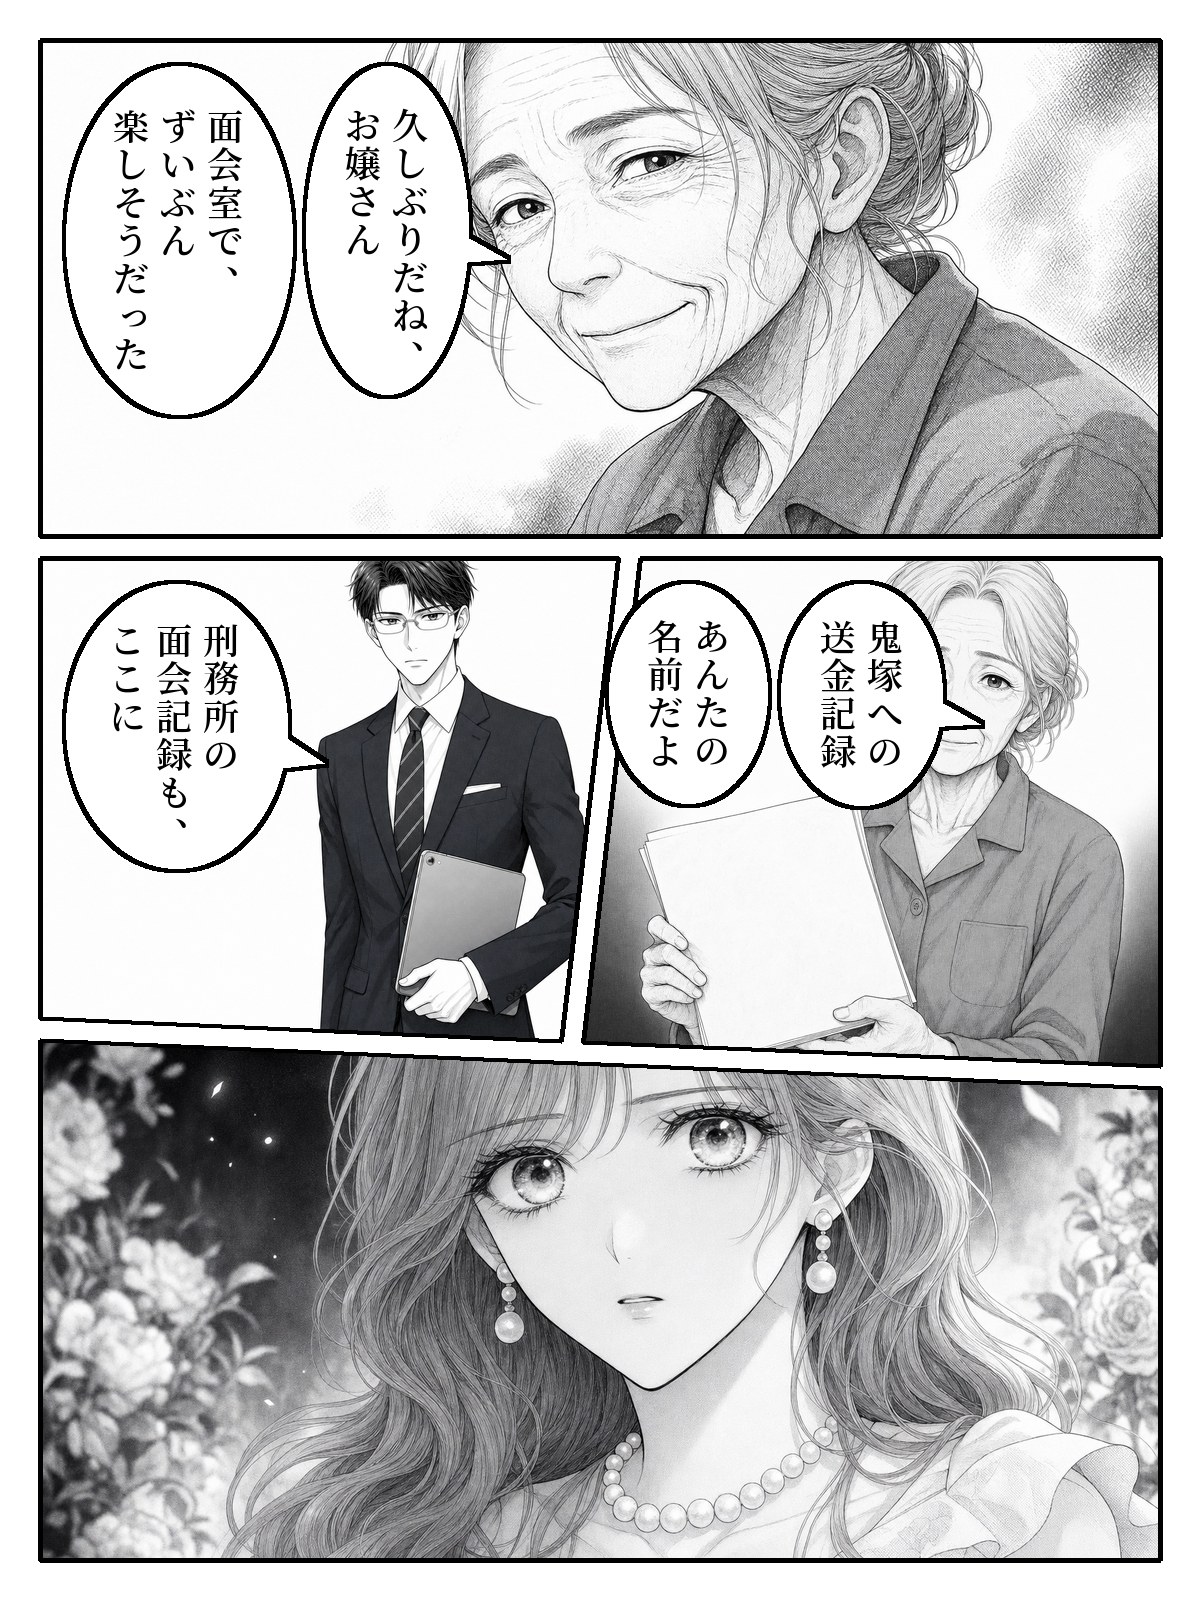 久しぶりだね、
お嬢さん
面会室で、
ずいぶん
楽しそうだった
鬼塚への
送金記録
あんたの
名前だよ
刑務所の
面会記録も、
ここに